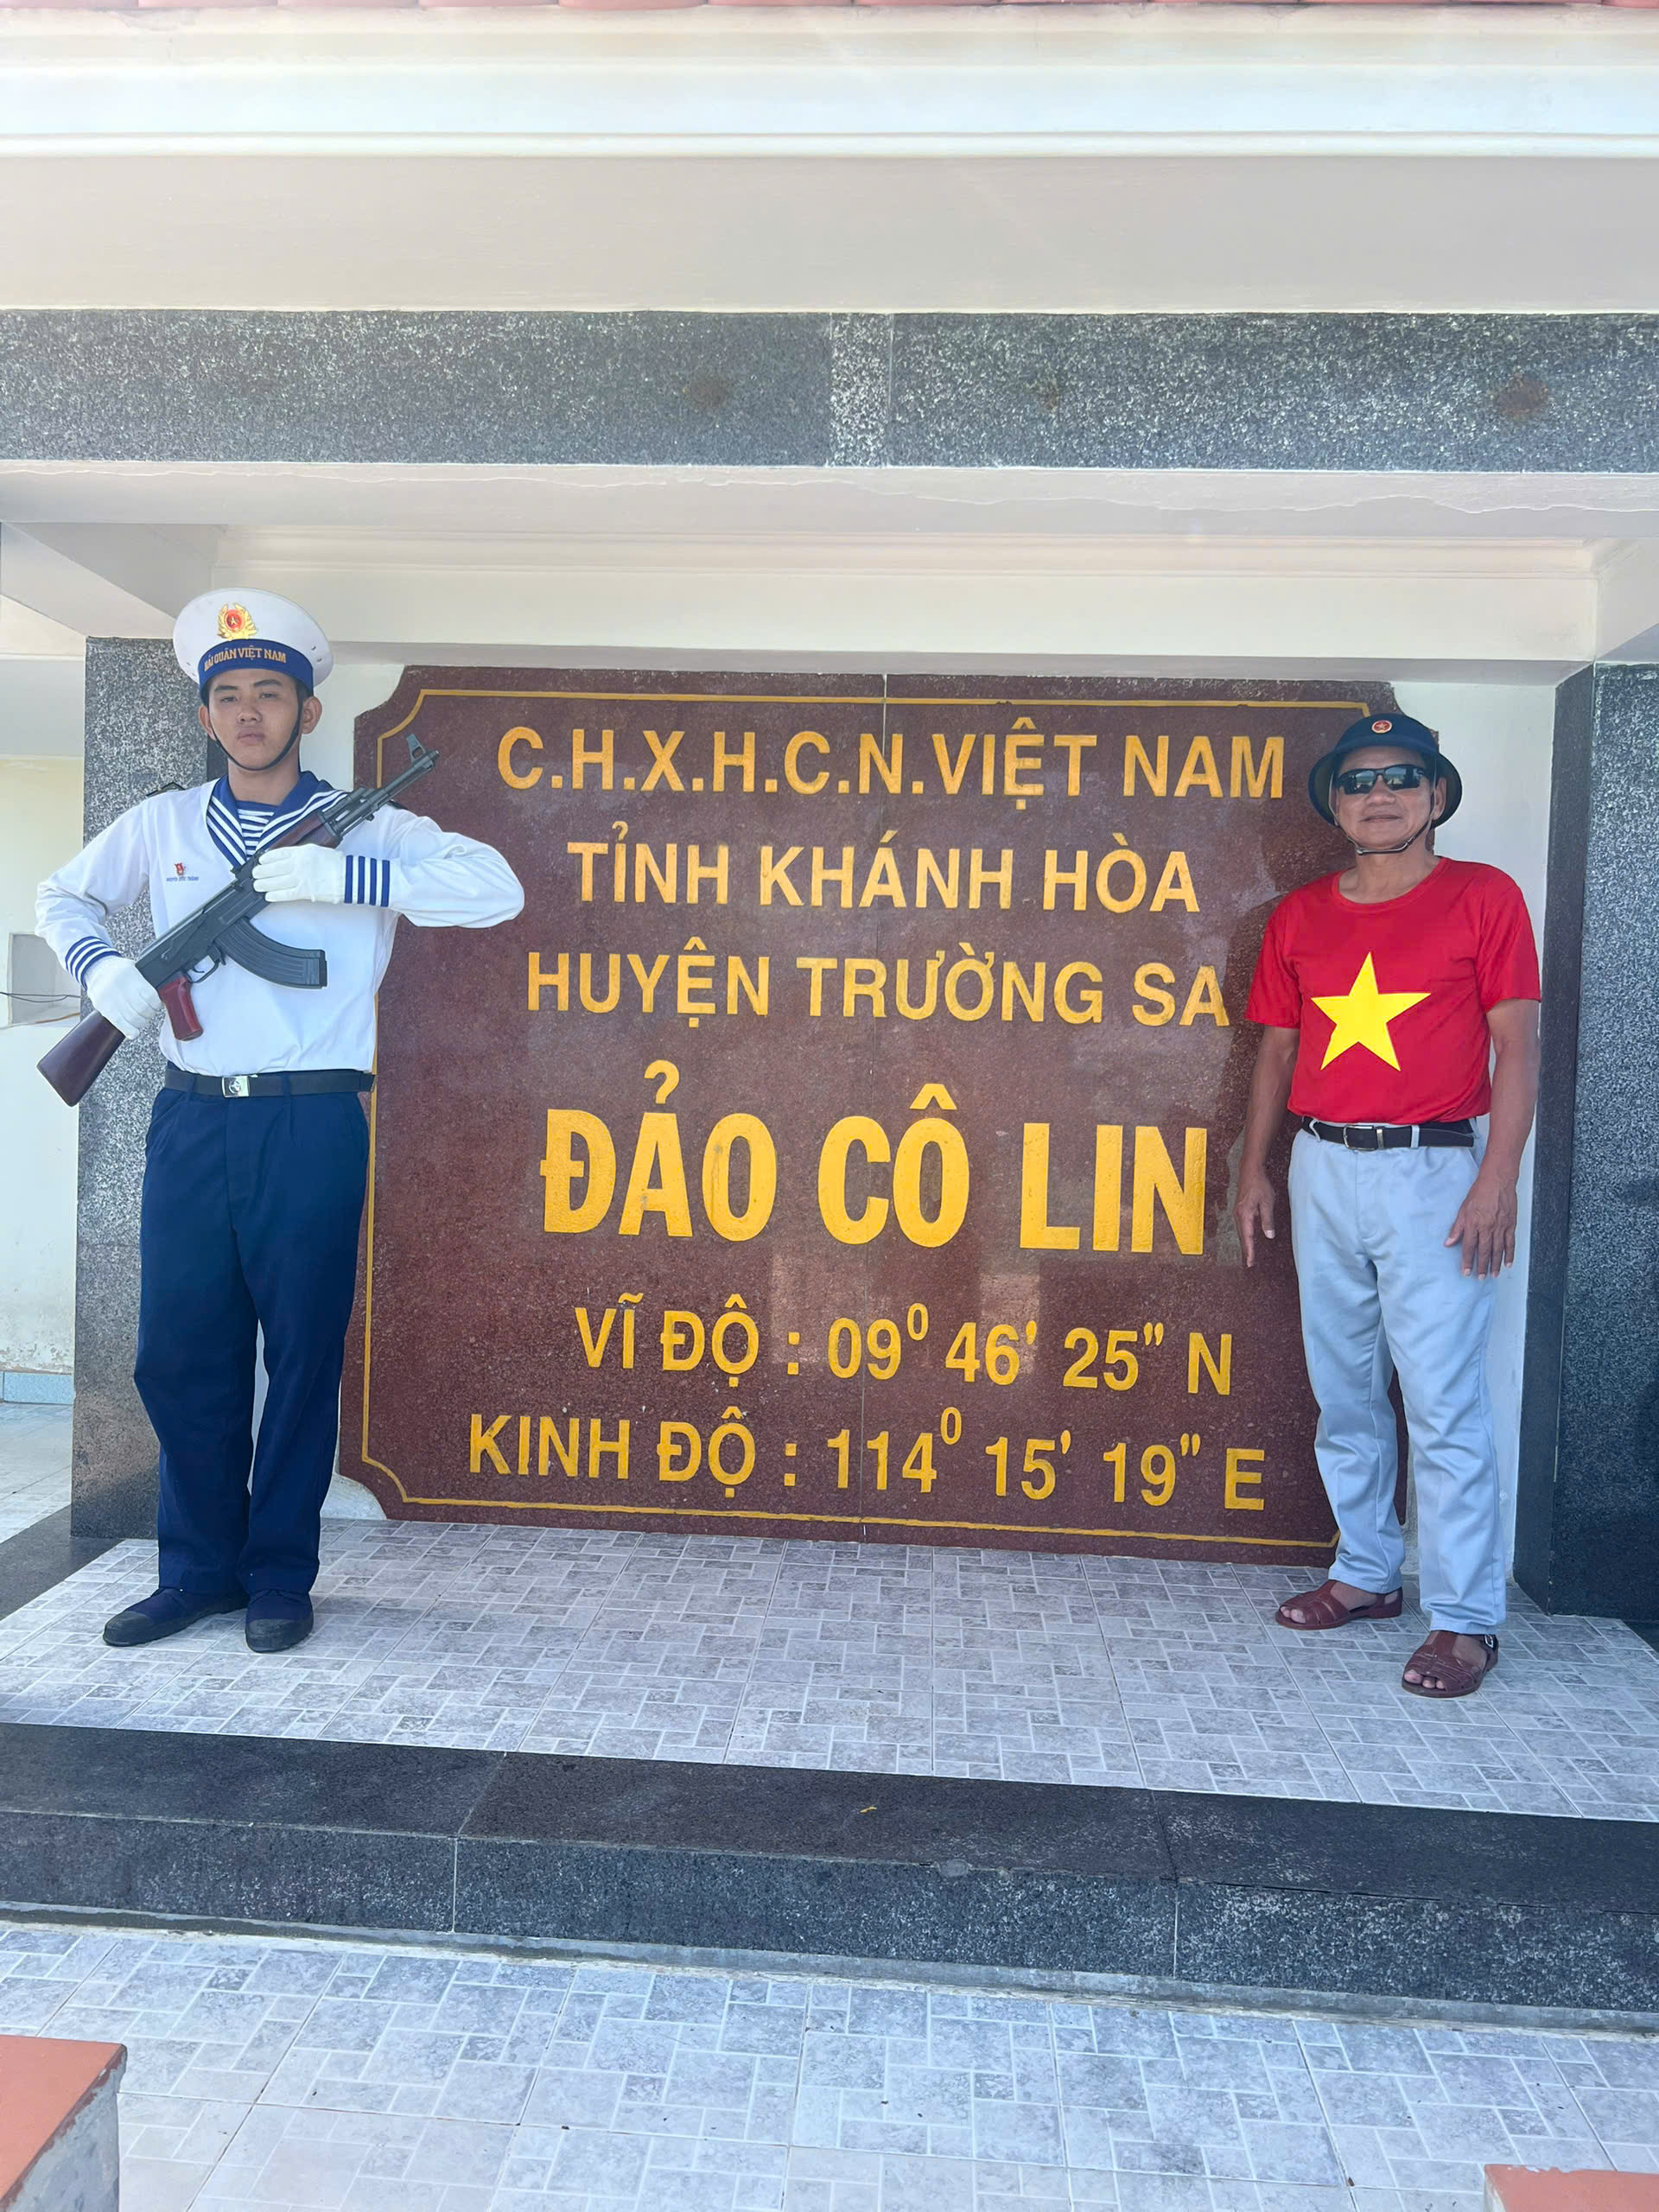 HẢI QUÂN VIỆT NAM
C.H.X.H.C.N.VIỆT NAM
TỈNH KHÁNH HÒA
HUYỆN TRƯỜNG SA
ĐẢO CÔ LIN
VĨ ĐỘ : 09⁰ 46' 25" N
KINH ĐỘ : 114⁰ 15' 19" E